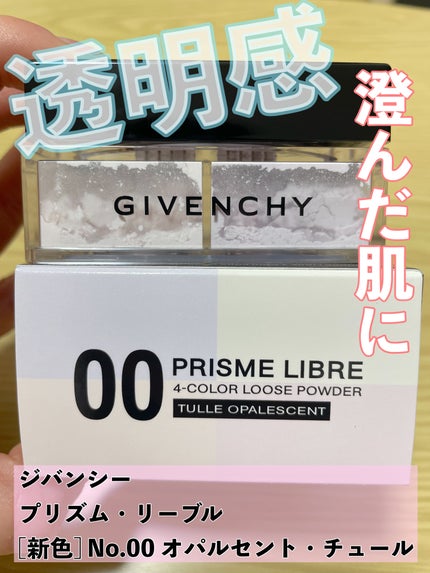 透明感
澄んだ肌に
GIVENCHY
00 PRISME LIBRE
4-COLOR LOOSE POWDER
TULLE OPALESCENT
ジバンシー
プリズム・リーブル
[新色] No.00 オパルセント・チュール